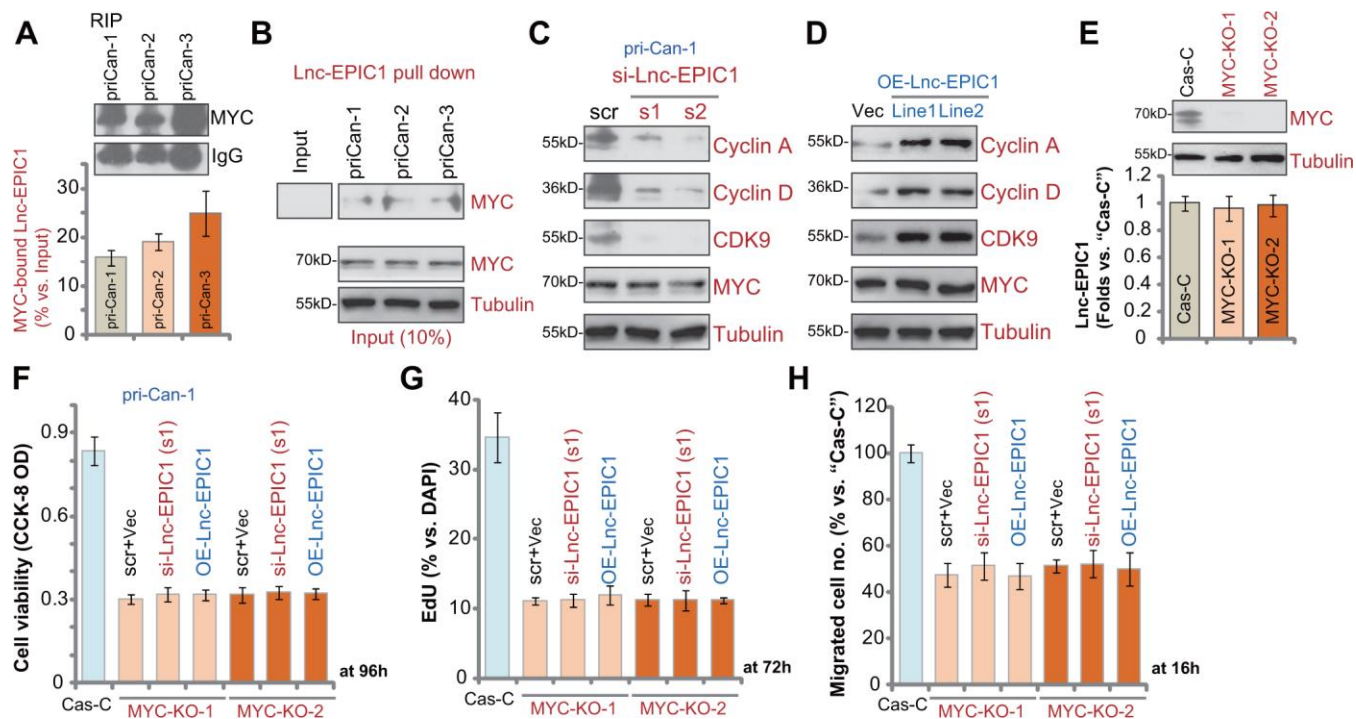 A
RIP
priCan-1
priCan-2
priCan-3
MYC
IgG
MYC-bound Lnc-EPIC1
(% vs. Input)
30
20
10
0
pri-Can-1
pri-Can-2
pri-Can-3
B
Lnc-EPIC1 pull down
Input
priCan-1
priCan-2
priCan-3
MYC
70kD-
MYC
55kD-
Tubulin
Input (10%)
C
pri-Can-1
si-Lnc-EPIC1
scr
s1
s2
55kD-
Cyclin A
36kD-
Cyclin D
55kD-
CDK9
70kD-
MYC
55kD-
Tubulin
D
OE-Lnc-EPIC1
Vec
Line1
Line2
55kD-
Cyclin A
36kD-
Cyclin D
55kD-
CDK9
70kD-
MYC
55kD-
Tubulin
E
Cas-C
MYC-KO-1
MYC-KO-2
70kD-
MYC
55kD-
Tubulin
Lnc-EPIC1
(Folds vs. “Cas-C”)
1.2
1
0.8
0.6
0.4
0.2
0
Cas-C
MYC-KO-1
MYC-KO-2
F
pri-Can-1
Cell viability (CCK-8 OD)
0.9
0.6
0.3
0
scr+Vec
si-Lnc-EPIC1 (s1)
OE-Lnc-EPIC1
scr+Vec
si-Lnc-EPIC1 (s1)
OE-Lnc-EPIC1
at 96h
Cas-C
MYC-KO-1
MYC-KO-2
G
EdU (% vs. DAPI)
40
30
20
10
0
scr+Vec
si-Lnc-EPIC1 (s1)
OE-Lnc-EPIC1
scr+Vec
si-Lnc-EPIC1 (s1)
OE-Lnc-EPIC1
at 72h
Cas-C
MYC-KO-1
MYC-KO-2
H
Migrated cell no. (% vs. “Cas-C”)
120
100
80
60
40
20
0
scr+Vec
si-Lnc-EPIC1 (s1)
OE-Lnc-EPIC1
scr+Vec
si-Lnc-EPIC1 (s1)
OE-Lnc-EPIC1
at 16h
Cas-C
MYC-KO-1
MYC-KO-2